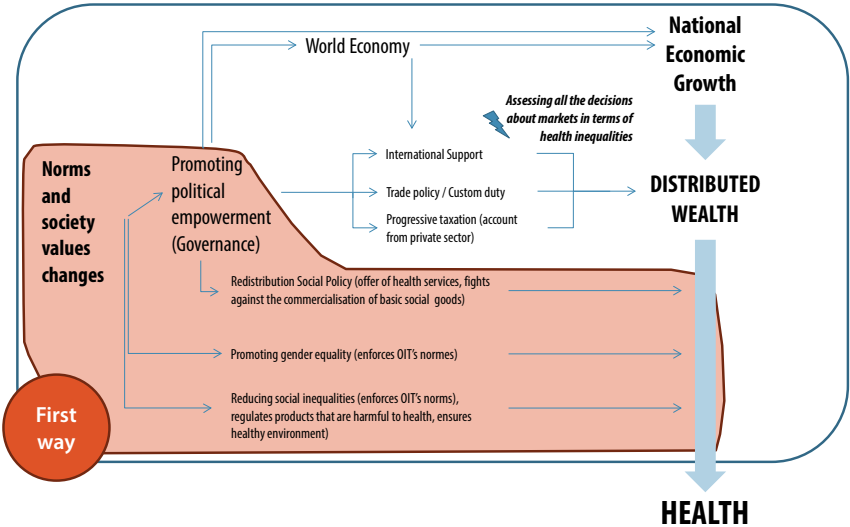 World Economy
National
Economic
Growth
Assessing all the decisions
about markets in terms of
health inequalities
Norms
and
society
values
changes
Promoting
political
empowerment
(Governance)
International Support
Trade policy / Custom duty
Progressive taxation (account
from private sector)
DISTRIBUTED
WEALTH
Redistribution Social Policy (offer of health services, fights
against the commercialisation of basic social goods)
Promoting gender equality (enforces OIT's normes)
Reducing social inequalities (enforces OIT's norms),
regulates products that are harmful to health, ensures
healthy environment)
First
way
HEALTH